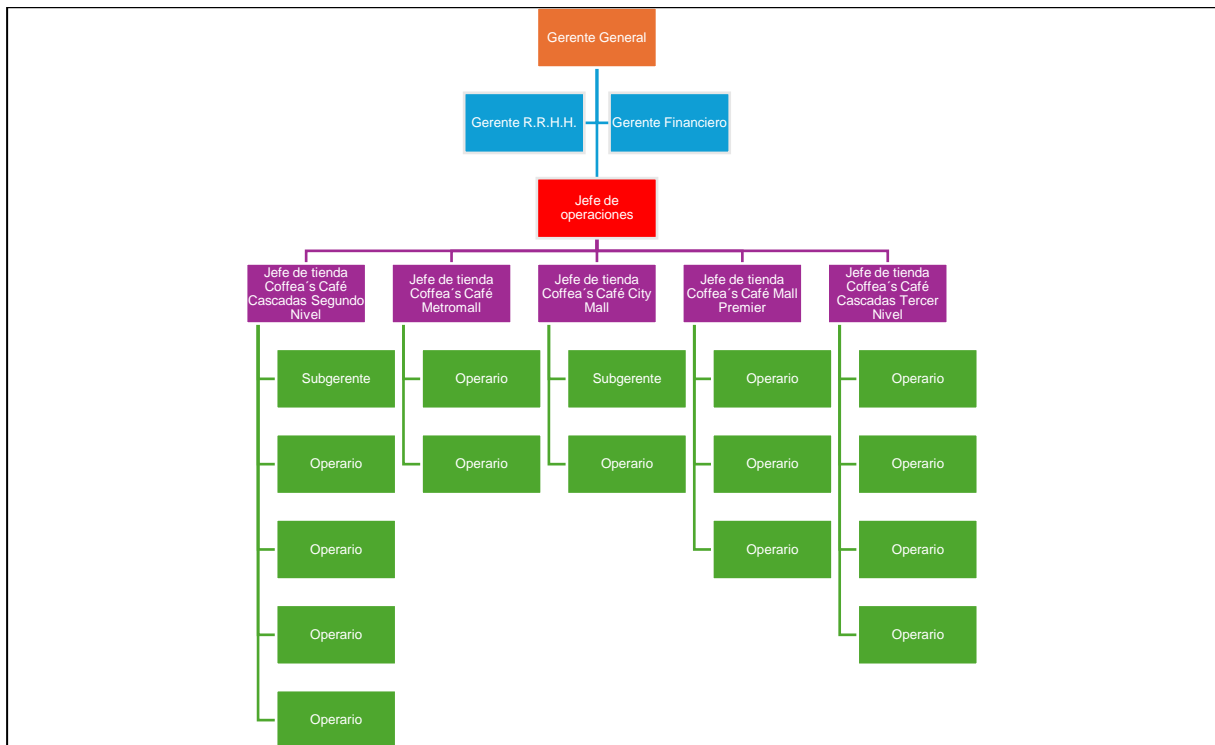 Gerente General
Gerente R.R.H.H.
Gerente Financiero
Jefe de
operaciones
Jefe de tienda
Coffea´s Café
Cascadas Segundo
Nivel
Jefe de tienda
Coffea´s Café
Metromall
Jefe de tienda
Coffea´s Café City
Mall
Jefe de tienda
Coffea´s Café Mall
Premier
Jefe de tienda
Coffea´s Café
Cascadas Tercer
Nivel
Subgerente
Operario
Subgerente
Operario
Operario
Operario
Operario
Operario
Operario
Operario
Operario
Operario
Operario
Operario
Operario
Operario